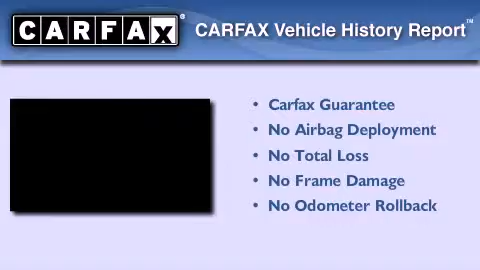 CARFAX® CARFAX Vehicle History Report™
• Carfax Guarantee
• No Airbag Deployment
• No Total Loss
• No Frame Damage
• No Odometer Rollback